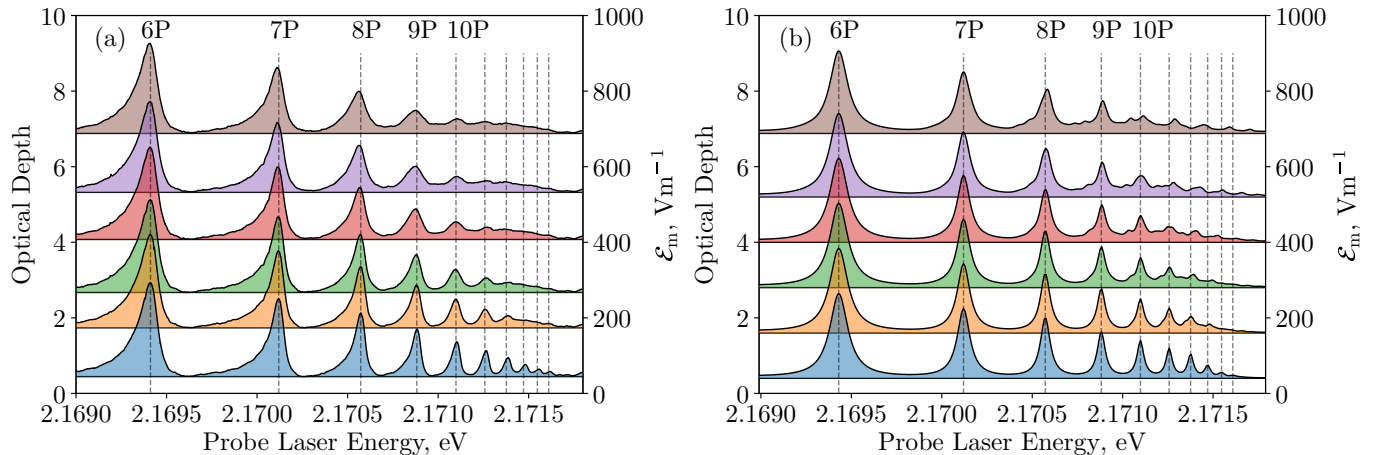 (a) 6P 7P 8P 9P 10P
10
8
6
4
2
0
Optical Depth
1000
800
600
400
200
0
ℰm, Vm−1
2.1690 2.1695 2.1700 2.1705 2.1710 2.1715
Probe Laser Energy, eV
(b) 6P 7P 8P 9P 10P
10
8
6
4
2
0
Optical Depth
1000
800
600
400
200
0
ℰm, Vm−1
2.1690 2.1695 2.1700 2.1705 2.1710 2.1715
Probe Laser Energy, eV